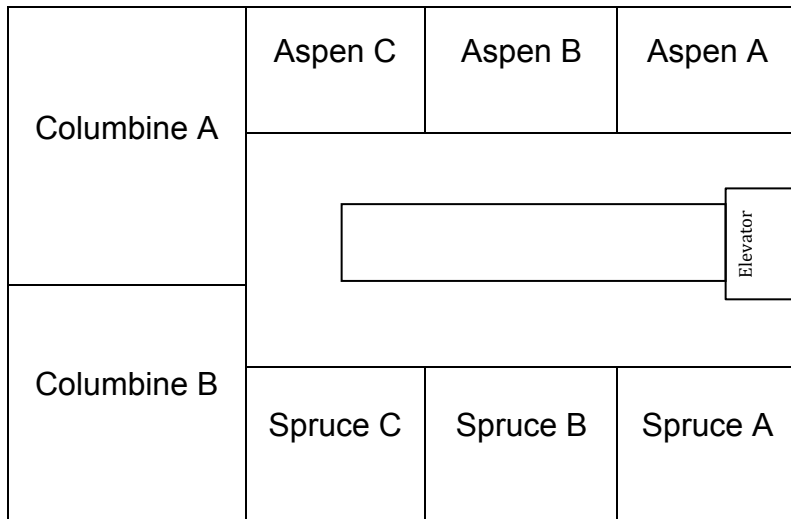 Aspen C
Aspen B
Aspen A
Columbine A
Elevator
Columbine B
Spruce C
Spruce B
Spruce A